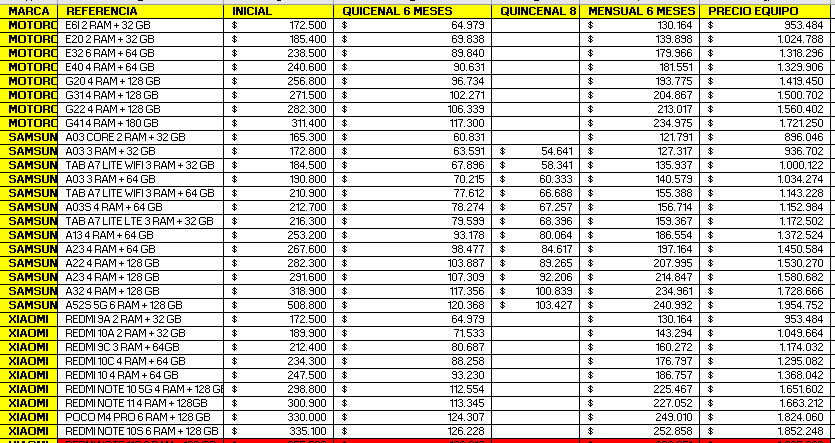 MARCA REFERENCIA INICIAL QUICENAL 6 MESES QUINCENAL 8 MENSUAL 6 MESES PRECIO EQUIPO
MOTORO E6I 2 RAM + 32 GB $ 172.500 $ 64.979 $ 130.164 $ 953.484
MOTORO E20 2 RAM + 32 GB $ 185.400 $ 69.838 $ 139.898 $ 1.024.788
MOTORO E32 6 RAM + 64 GB $ 238.500 $ 89.840 $ 179.966 $ 1.318.296
MOTORO E40 4 RAM + 64 GB $ 240.600 $ 90.631 $ 181.551 $ 1.329.906
MOTORO G20 4 RAM + 128 GB $ 256.800 $ 96.734 $ 193.775 $ 1.419.450
MOTORO G31 4 RAM + 128 GB $ 271.500 $ 102.271 $ 204.867 $ 1.500.702
MOTORO G22 4 RAM + 128 GB $ 282.300 $ 106.339 $ 213.017 $ 1.560.402
MOTORO G41 4 RAM + 180 GB $ 311.400 $ 117.300 $ 234.975 $ 1.721.250
SAMSUN A03 CORE 2 RAM + 32 GB $ 165.300 $ 60.831 $ 121.791 $ 896.046
SAMSUN A03 3 RAM + 32 GB $ 172.800 $ 63.591 $ 54.641 $ 127.317 $ 936.702
SAMSUN TAB A7 LITE WIFI 3 RAM + 32 GB $ 184.500 $ 67.896 $ 58.341 $ 135.937 $ 1.000.122
SAMSUN A03 3 RAM + 64 GB $ 190.800 $ 70.215 $ 60.333 $ 140.579 $ 1.034.274
SAMSUN TAB A7 LITE WIFI 3 RAM + 64 GB $ 210.900 $ 77.612 $ 66.688 $ 155.388 $ 1.143.228
SAMSUN A03S 4 RAM + 64 GB $ 212.700 $ 78.274 $ 67.257 $ 156.714 $ 1.152.984
SAMSUN TAB A7 LITE LTE 3 RAM + 32 GB $ 216.300 $ 79.599 $ 68.396 $ 159.367 $ 1.172.502
SAMSUN A13 4 RAM + 64 GB $ 253.200 $ 93.178 $ 80.064 $ 186.554 $ 1.372.524
SAMSUN A23 4 RAM + 64 GB $ 267.600 $ 98.477 $ 84.617 $ 197.164 $ 1.450.584
SAMSUN A22 4 RAM + 128 GB $ 282.300 $ 103.887 $ 89.265 $ 207.995 $ 1.530.270
SAMSUN A23 4 RAM + 128 GB $ 291.600 $ 107.309 $ 92.206 $ 214.847 $ 1.580.682
SAMSUN A32 4 RAM + 128 GB $ 318.900 $ 117.356 $ 100.839 $ 234.961 $ 1.728.666
SAMSUN A52S 5G 6 RAM + 128 GB $ 508.800 $ 120.368 $ 103.427 $ 240.992 $ 1.954.752
XIAOMI REDMI 9A 2 RAM + 32 GB $ 172.500 $ 64.979 $ 130.164 $ 953.484
XIAOMI REDMI 10A 2 RAM + 32 GB $ 189.900 $ 71.533 $ 143.294 $ 1.049.664
XIAOMI REDMI 9C 3 RAM + 64GB $ 212.400 $ 80.687 $ 160.272 $ 1.174.032
XIAOMI REDMI 10C 4 RAM + 64 GB $ 234.300 $ 88.258 $ 176.797 $ 1.295.082
XIAOMI REDMI 10 4 RAM + 64 GB $ 247.500 $ 93.230 $ 186.757 $ 1.368.042
XIAOMI REDMI NOTE 10 5G 4 RAM + 128 GE $ 298.800 $ 112.554 $ 225.467 $ 1.651.602
XIAOMI REDMI NOTE 11 4 RAM + 128GB $ 300.900 $ 113.345 $ 227.052 $ 1.663.212
XIAOMI POCO M4 PRO 6 RAM + 128 GB $ 330.000 $ 124.307 $ 249.010 $ 1.824.060
XIAOMI REDMI NOTE 10S 6 RAM + 128 GB $ 335.100 $ 126.228 $ 252.858 $ 1.852.248